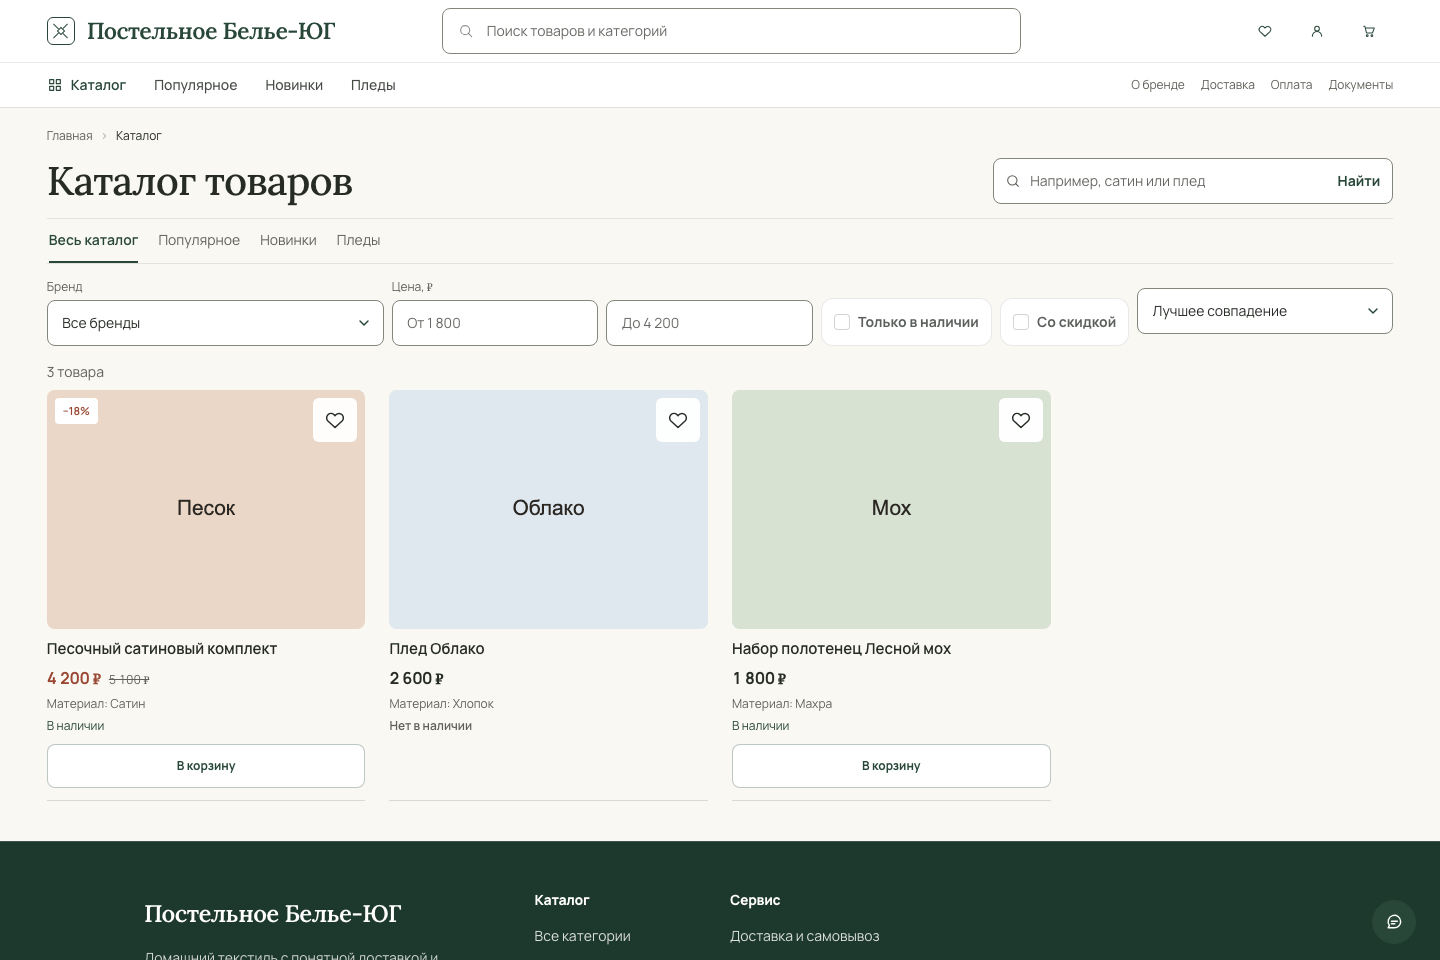 Постельное Белье-ЮГ
Поиск товаров и категорий
Каталог
Популярное
Новинки
Пледы
О бренде
Доставка
Оплата
Документы
Главная › Каталог
Каталог товаров
Например, сатин или плед
Найти
Весь каталог
Популярное
Новинки
Пледы
Бренд
Все бренды
Цена, ₽
От 1 800
До 4 200
Только в наличии
Со скидкой
Лучшее совпадение
3 товара
−18%
Песок
Песочный сатиновый комплект
4 200 ₽ 5 100 ₽
Материал: Сатин
В наличии
В корзину
Облако
Плед Облако
2 600 ₽
Материал: Хлопок
Нет в наличии
Мох
Набор полотенец Лесной мох
1 800 ₽
Материал: Махра
В наличии
В корзину
Постельное Белье-ЮГ
Домашний текстиль с понятной доставкой и
Каталог
Все категории
Сервис
Доставка и самовывоз